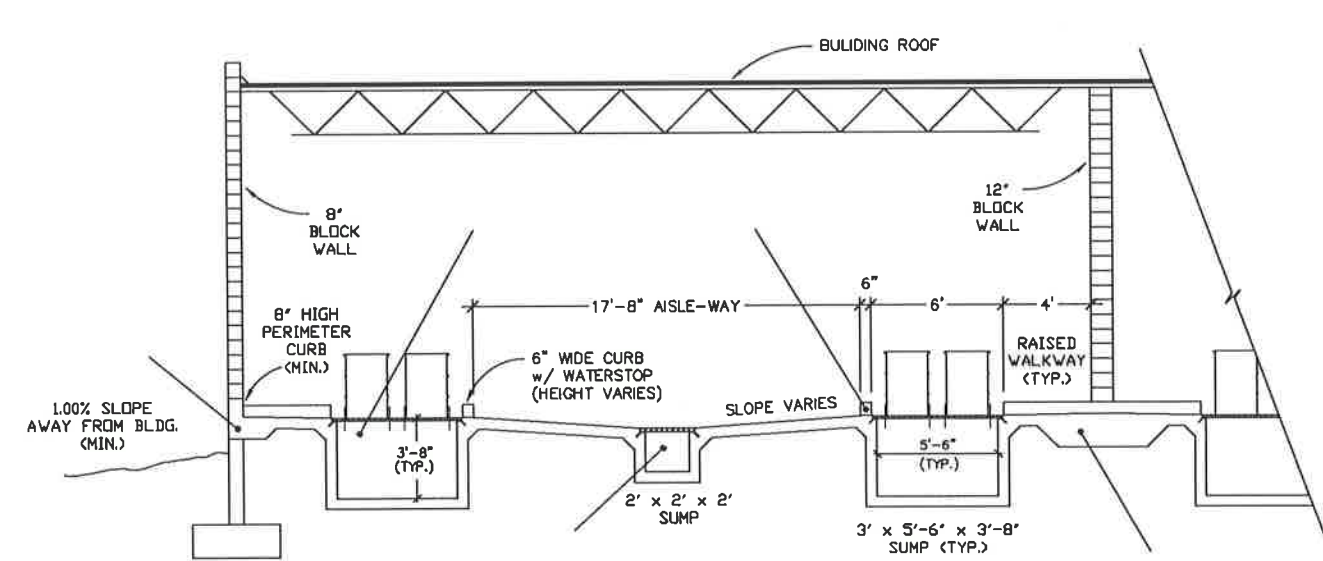 BULIDING ROOF
8"
BLOCK
WALL
12"
BLOCK
WALL
6"
17'-8" AISLE-WAY
6'
4'
8" HIGH
PERIMETER
CURB
(MIN.)
6" WIDE CURB
w/ WATERSTOP
(HEIGHT VARIES)
RAISED
WALKWAY
(TYP.)
1.00% SLOPE
AWAY FROM BLDG.
(MIN.)
SLOPE VARIES
3'-8"
(TYP.)
5'-6"
(TYP.)
2' x 2' x 2'
SUMP
3' x 5'-6" x 3'-8"
SUMP (TYP.)